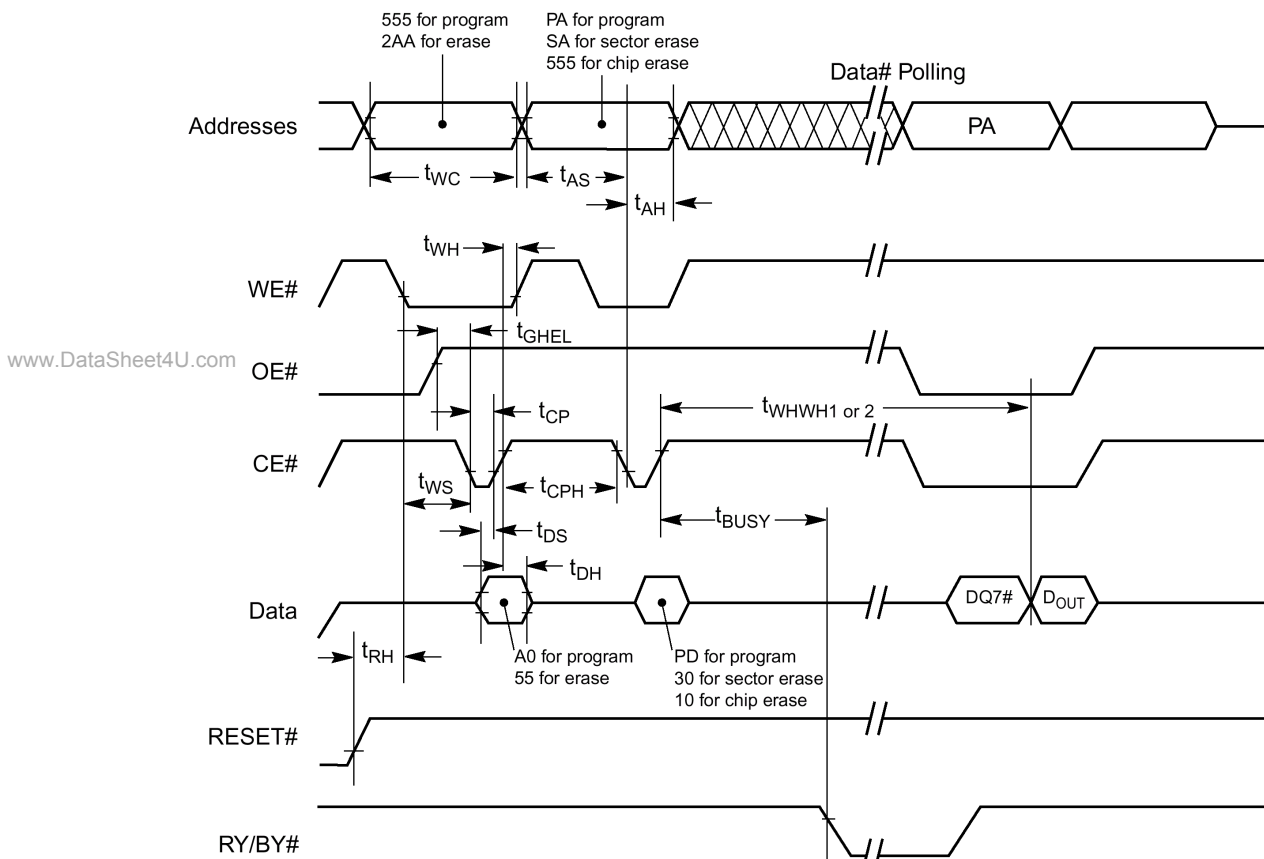 555 for program
2AA for erase
PA for program
SA for sector erase
555 for chip erase
Data# Polling
Addresses
PA
tWC
tAS
tAH
tWH
WE#
tGHEL
www.DataSheet4U.com
OE#
tCP
tWHWH1 or 2
CE#
tWS
tCPH
tBUSY
tDS
tDH
Data
DQ7#
DOUT
tRH
A0 for program
55 for erase
PD for program
30 for sector erase
10 for chip erase
RESET#
RY/BY#